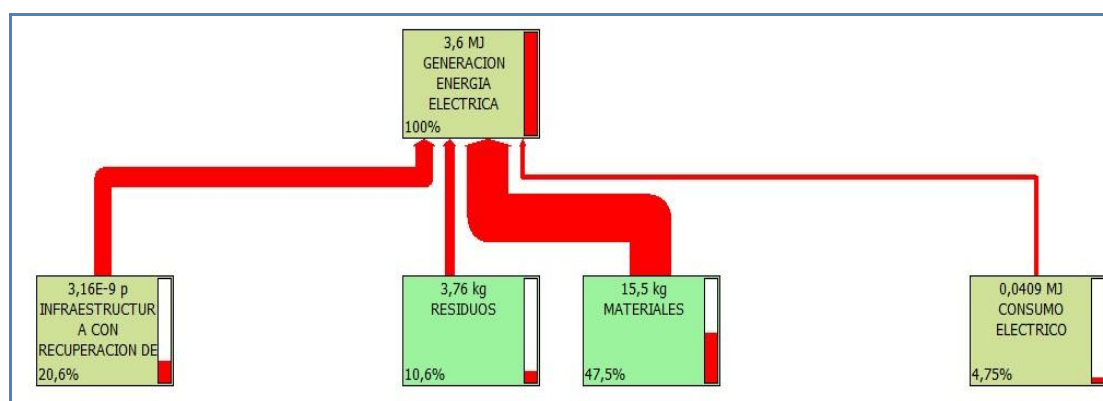 3,6 MJ
GENERACION
ENERGIA
ELECTRICA
100%
3,16E-9 p
INFRAESTRUCTUR
A CON
RECUPERACION DE
20,6%
3,76 kg
RESIDUOS
10,6%
15,5 kg
MATERIALES
47,5%
0,0409 MJ
CONSUMO
ELECTRICO
4,75%